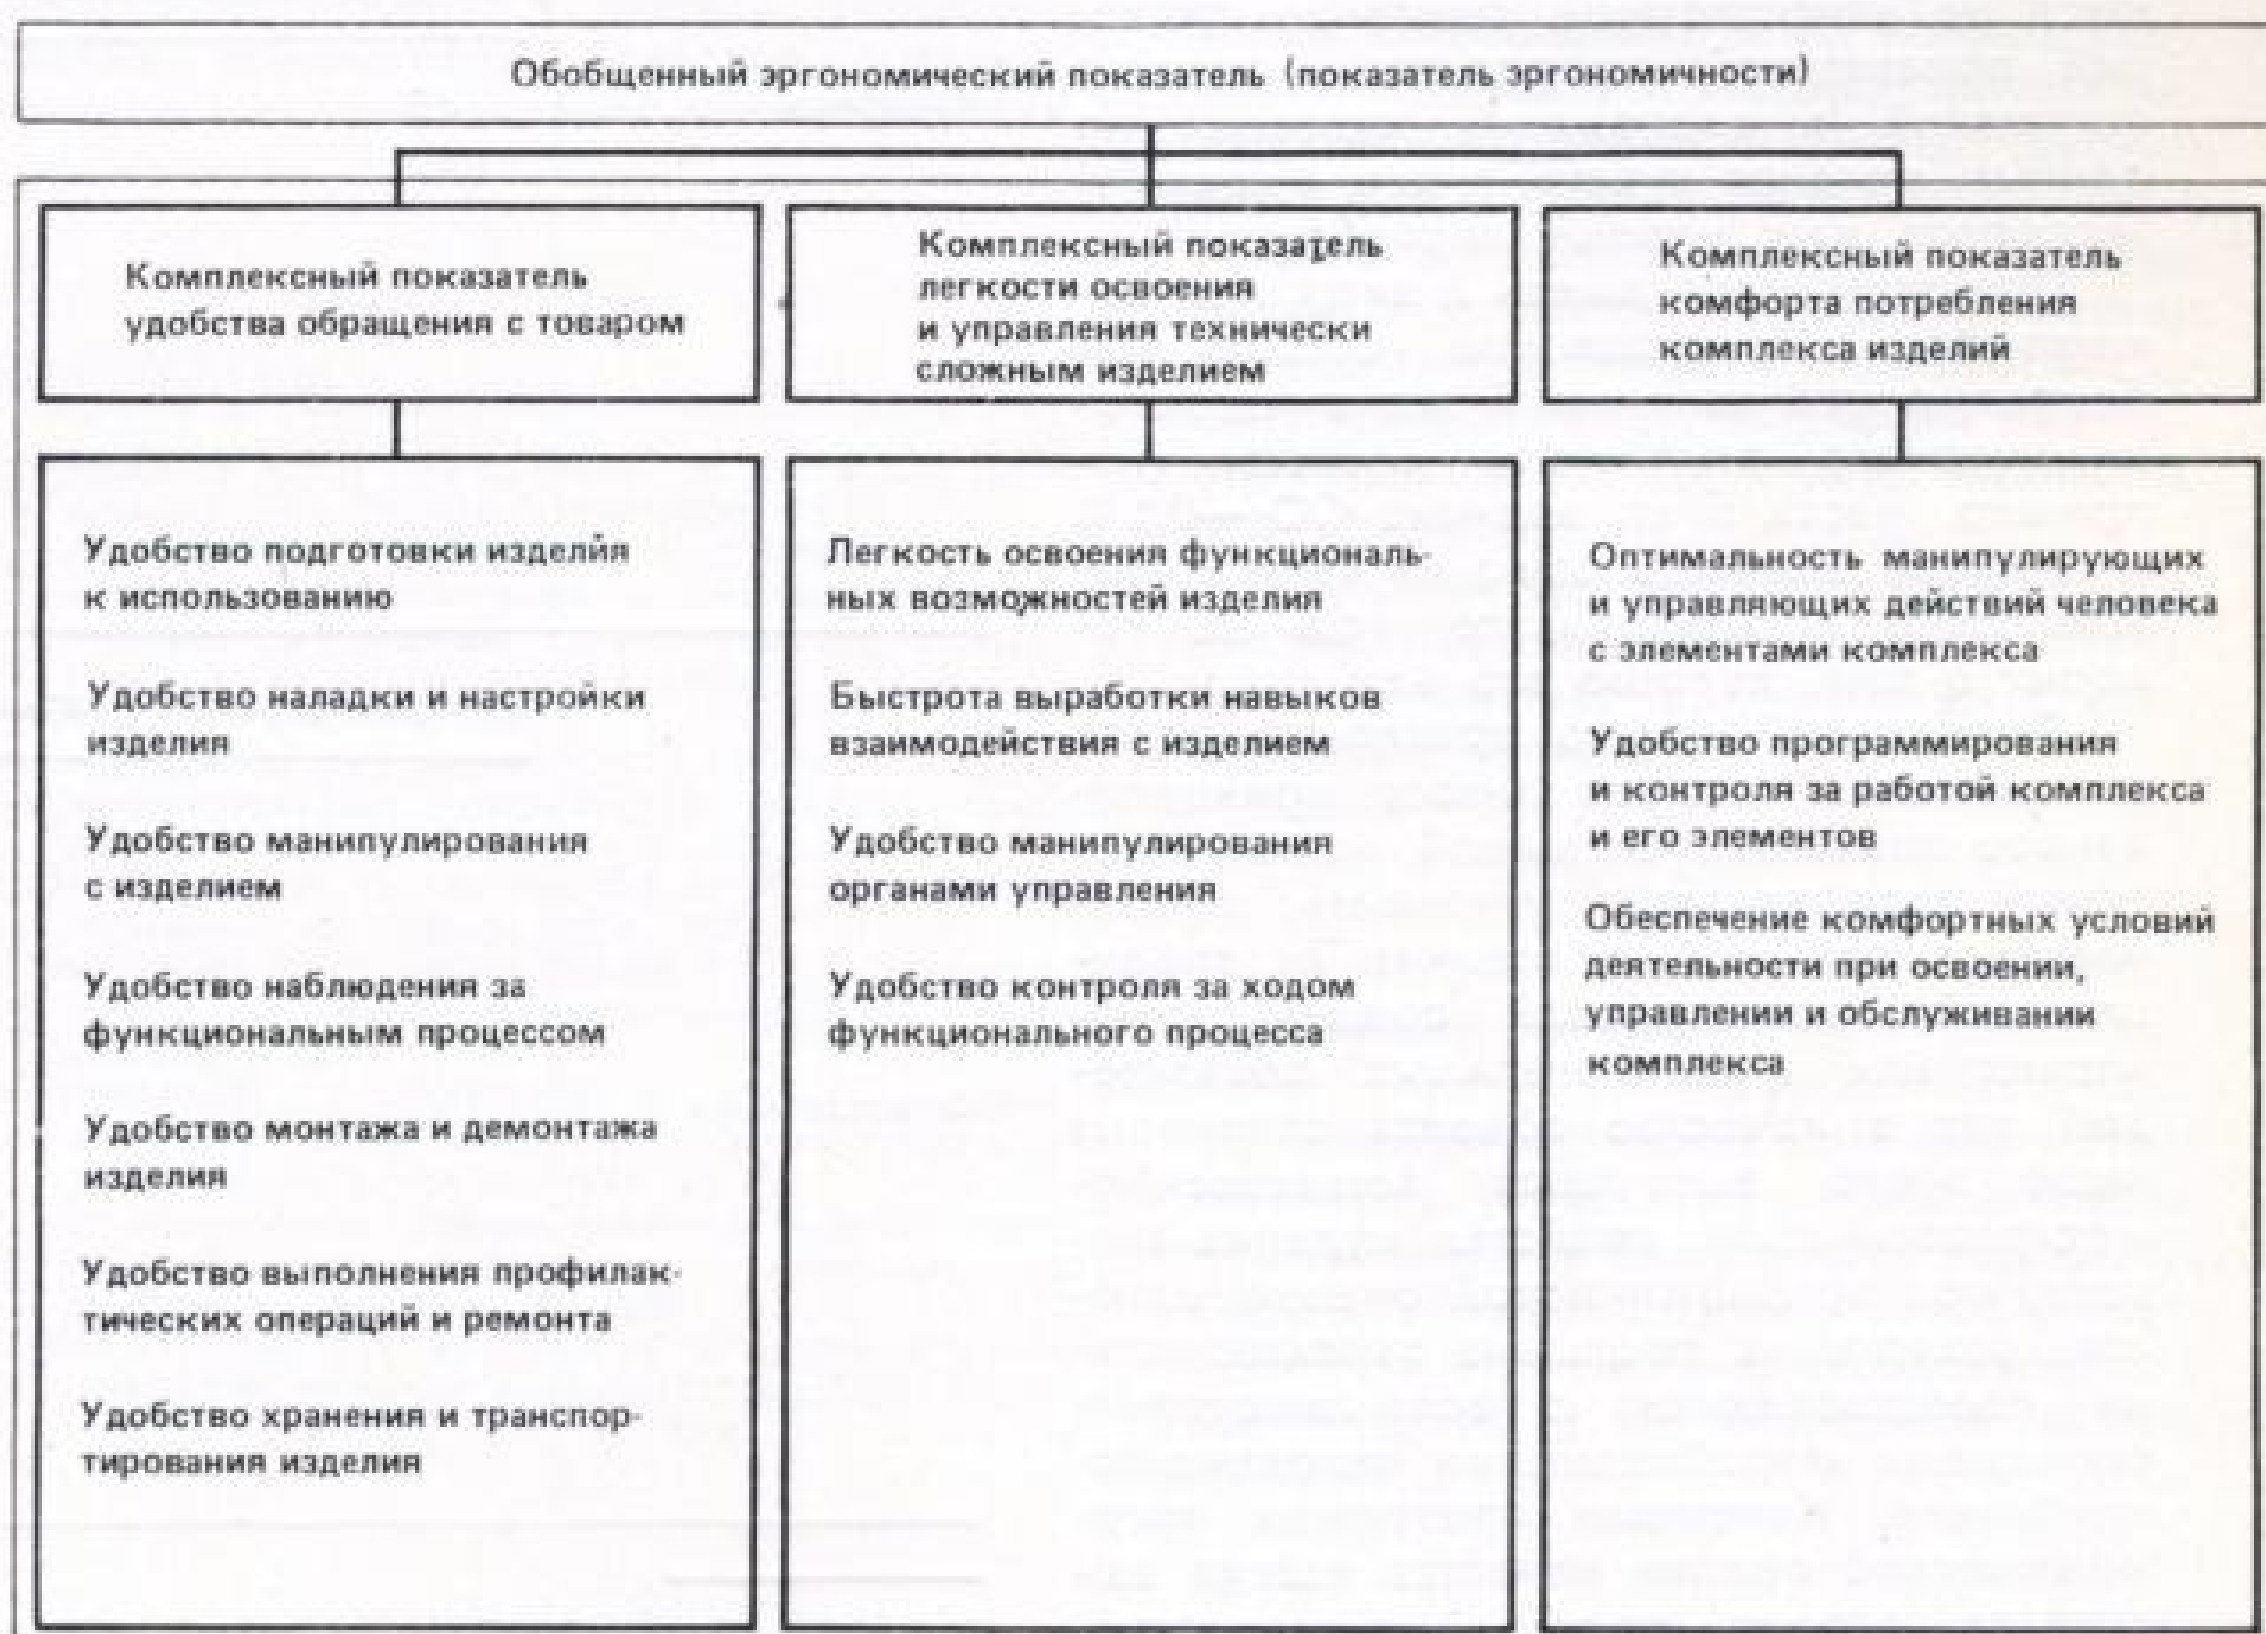 Обобщенный эргономический показатель (показатель эргономичности)
Комплексный показатель
удобства обращения с товаром
Комплексный показатель
легкости освоения
и управления технически
сложным изделием
Комплексный показатель
комфорта потребления
комплекса изделий
Удобство подготовки изделия
к использованию
Удобство наладки и настройки
изделия
Удобство манипулирования
с изделием
Удобство наблюдения за
функциональным процессом
Удобство монтажа и демонтажа
изделия
Удобство выполнения профилак-
тических операций и ремонта
Удобство хранения и транспор-
тирования изделия
Легкость освоения функциональ-
ных возможностей изделия
Быстрота выработки навыков
взаимодействия с изделием
Удобство манипулирования
органами управления
Удобство контроля за ходом
функционального процесса
Оптимальность манипулирующих
и управляющих действий человека
с элементами комплекса
Удобство программирования
и контроля за работой комплекса
и его элементов
Обеспечение комфортных условий
деятельности при освоении,
управлении и обслуживании
комплекса